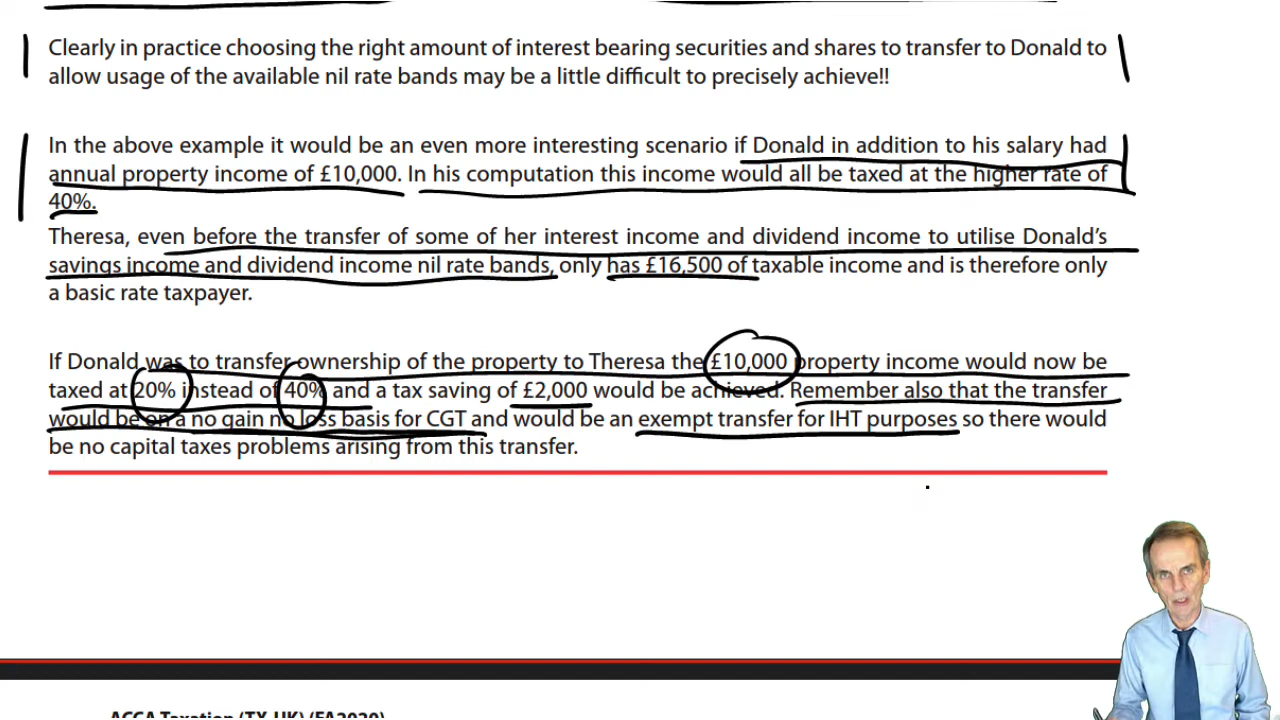 Clearly in practice choosing the right amount of interest bearing securities and shares to transfer to Donald to
allow usage of the available nil rate bands may be a little difficult to precisely achieve!!
In the above example it would be an even more interesting scenario if Donald in addition to his salary had
annual property income of £10,000. In his computation this income would all be taxed at the higher rate of
40%.
Theresa, even before the transfer of some of her interest income and dividend income to utilise Donald’s
savings income and dividend income nil rate bands, only has £16,500 of taxable income and is therefore only
a basic rate taxpayer.
If Donald was to transfer ownership of the property to Theresa the £10,000 property income would now be
taxed at 20% instead of 40% and a tax saving of £2,000 would be achieved. Remember also that the transfer
would be on a no gain no loss basis for CGT and would be an exempt transfer for IHT purposes so there would
be no capital taxes problems arising from this transfer.
ACCA Taxation (TX-UK) (FA2020)